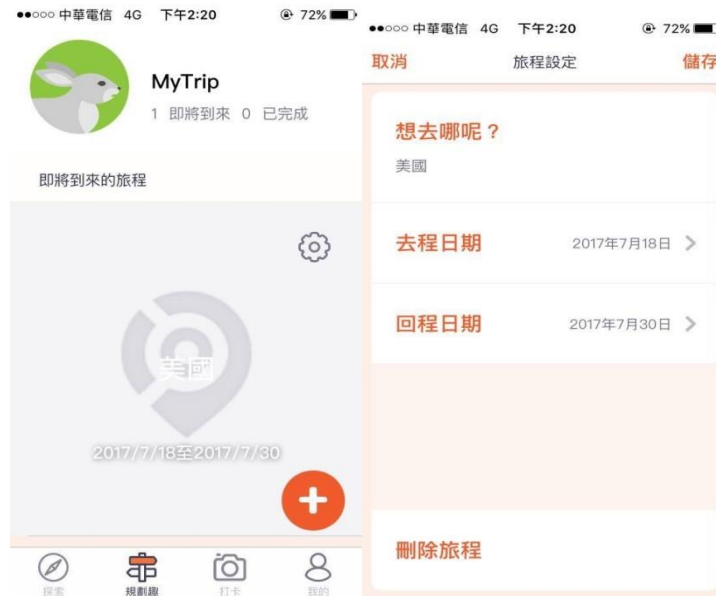 中華電信 4G 下午2:20 72%
MyTrip
1 即將到來 0 已完成
即將到來的旅程
美國
2017/7/18至2017/7/30
探索 規劃趣 打卡 我的
中華電信 4G 下午2:20 72%
取消 旅程設定 儲存
想去哪呢？
美國
去程日期 2017年7月18日
回程日期 2017年7月30日
刪除旅程